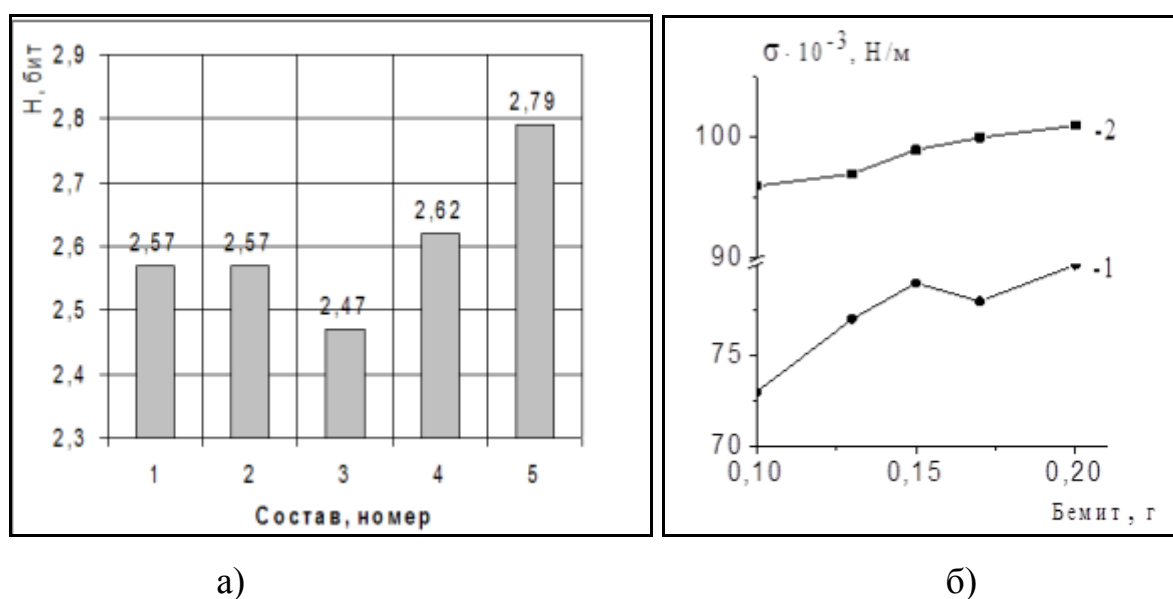 Н, бит
2,9
2,8
2,7
2,6
2,5
2,4
2,3
2,57
2,57
2,47
2,62
2,79
1 2 3 4 5
Состав, номер
а)
σ · 10⁻³, Н/м
100
90
75
70
-2
-1
0,10 0,15 0,20
Бемит, г
б)